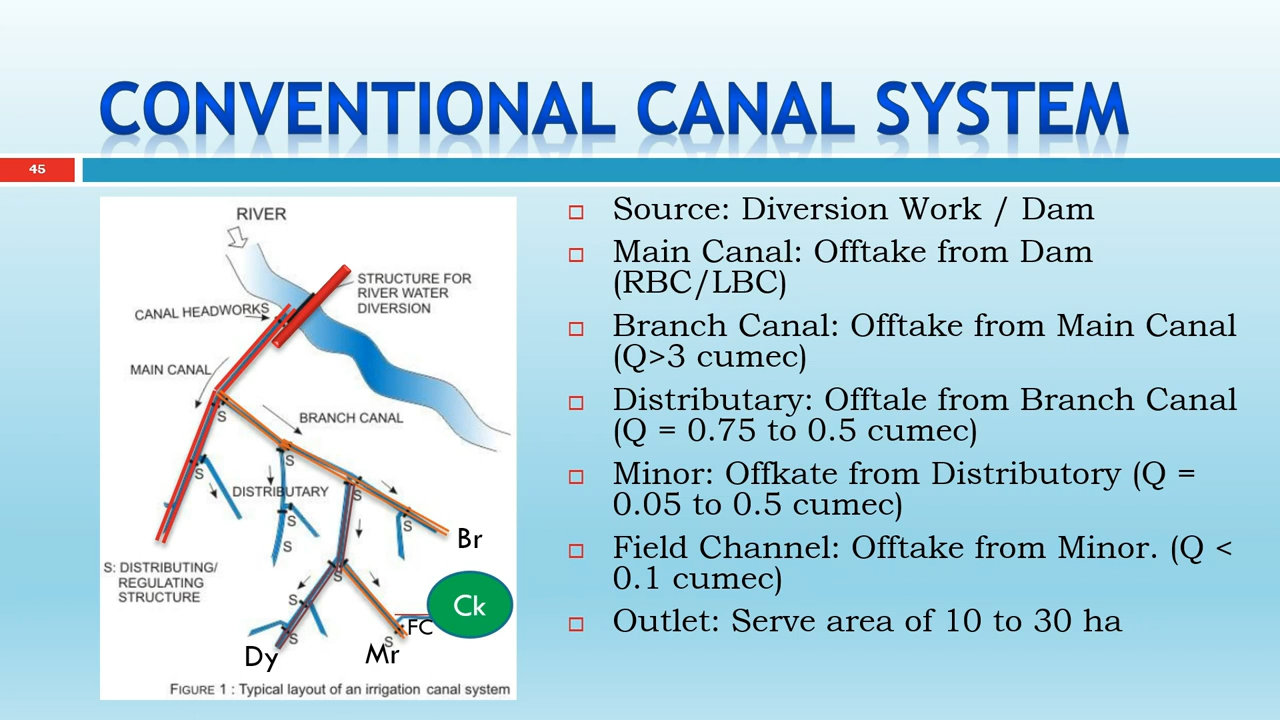 CONVENTIONAL CANAL SYSTEM
45
RIVER
STRUCTURE FOR
RIVER WATER
DIVERSION
CANAL HEADWORKS
MAIN CANAL
S
BRANCH CANAL
S
S
DISTRIBUTARY
S
S
S
S
Br
S: DISTRIBUTING/
REGULATING
STRUCTURE
S
S
Ck
FC
S
S
Dy
Mr
FIGURE 1 : Typical layout of an irrigation canal system
Source: Diversion Work / Dam
Main Canal: Offtake from Dam
(RBC/LBC)
Branch Canal: Offtake from Main Canal
(Q>3 cumec)
Distributary: Offtale from Branch Canal
(Q = 0.75 to 0.5 cumec)
Minor: Offkate from Distributory (Q =
0.05 to 0.5 cumec)
Field Channel: Offtake from Minor. (Q <
0.1 cumec)
Outlet: Serve area of 10 to 30 ha